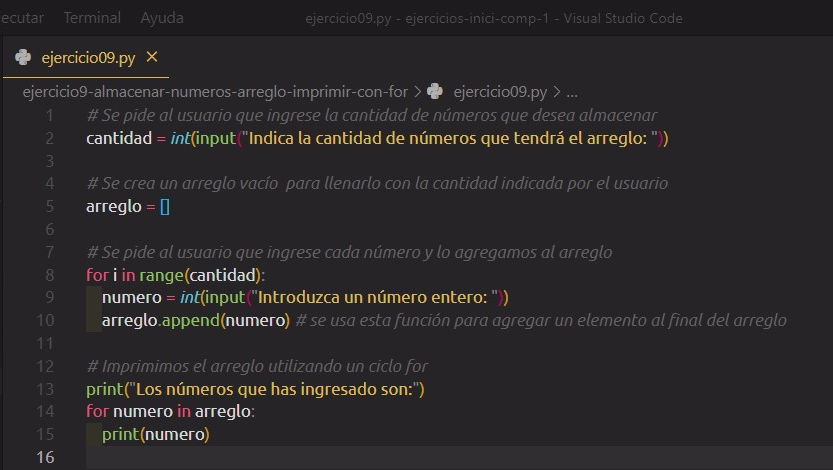 ecutar Terminal Ayuda ejercicio09.py - ejercicios-inici-comp-1 - Visual Studio Code
ejercicio09.py ×
ejercicio9-almacenar-numeros-arreglo-imprimir-con-for > ejercicio09.py > ...
1 # Se pide al usuario que ingrese la cantidad de números que desea almacenar
2 cantidad = int(input("Indica la cantidad de números que tendrá el arreglo: "))
3
4 # Se crea un arreglo vacío  para llenarlo con la cantidad indicada por el usuario
5 arreglo = []
6
7 # Se pide al usuario que ingrese cada número y lo agregamos al arreglo
8 for i in range(cantidad):
9     numero = int(input("Introduzca un número entero: "))
10     arreglo.append(numero) # se usa esta función para agregar un elemento al final del arreglo
11
12 # Imprimimos el arreglo utilizando un ciclo for
13 print("Los números que has ingresado son:")
14 for numero in arreglo:
15     print(numero)
16